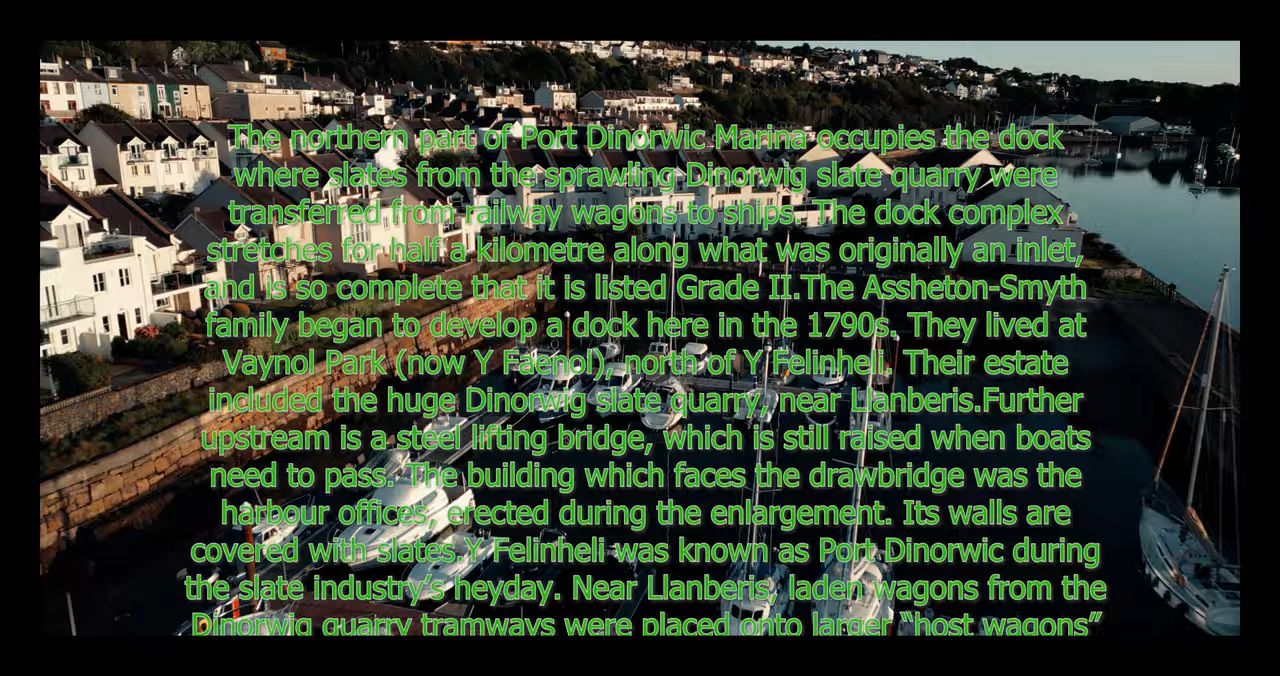 The northern part of Port Dinorwic Marina occupies the dock
where slates from the sprawling Dinorwig slate quarry were
transferred from railway wagons to ships. The dock complex
stretches for half a kilometre along what was originally an inlet,
and is so complete that it is listed Grade II.The Assheton-Smyth
family began to develop a dock here in the 1790s. They lived at
Vaynol Park (now Y Faenol), north of Y Felinheli. Their estate
included the huge Dinorwig slate quarry, near Llanberis.Further
upstream is a steel lifting bridge, which is still raised when boats
need to pass. The building which faces the drawbridge was the
harbour offices, erected during the enlargement. Its walls are
covered with slates.Y Felinheli was known as Port Dinorwic during
the slate industry’s heyday. Near Llanberis, laden wagons from the
Dinorwig quarry tramways were placed onto larger “host wagons”